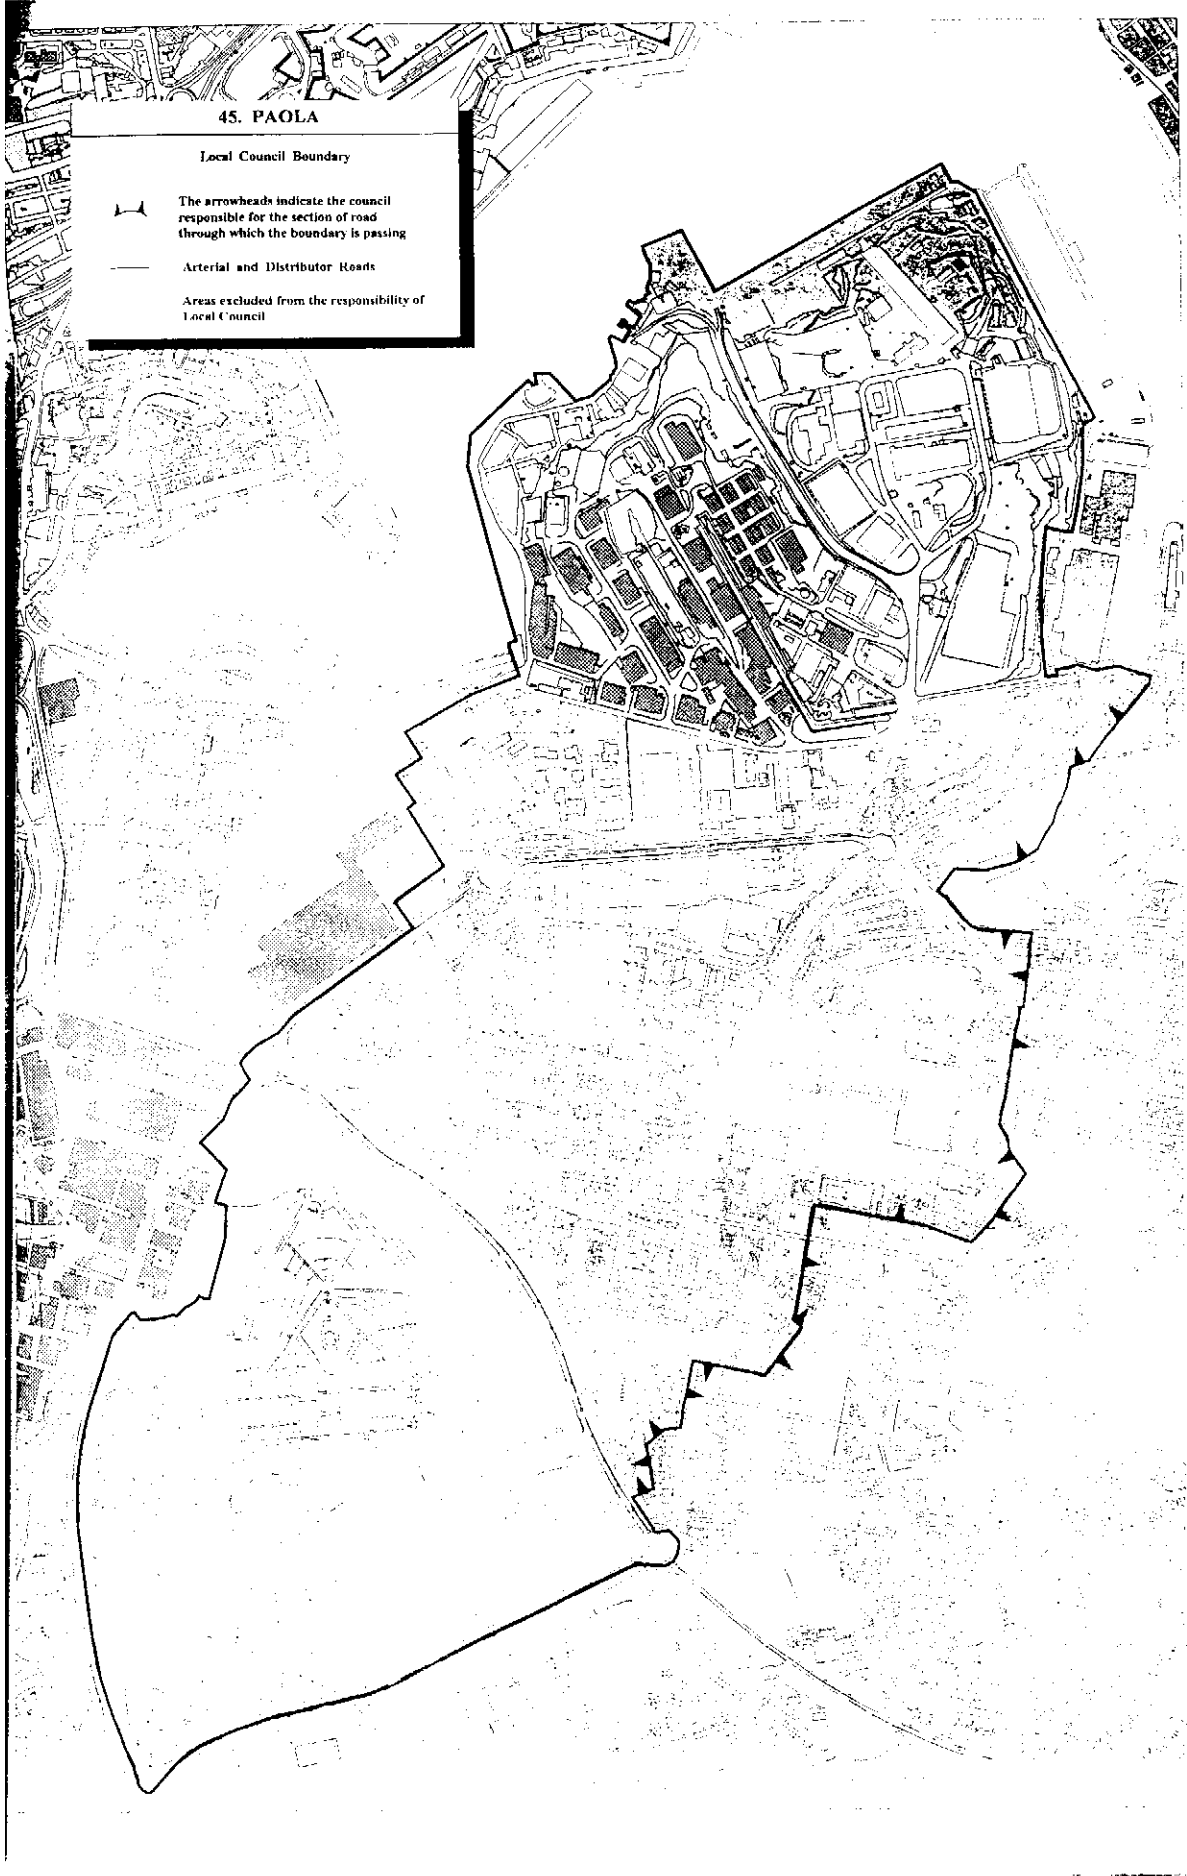 45. PAOLA
Local Council Boundary
The arrowheads indicate the council
responsible for the section of road
through which the boundary is passing
Arterial and Distributor Roads
Areas excluded from the responsibility of
Local Council